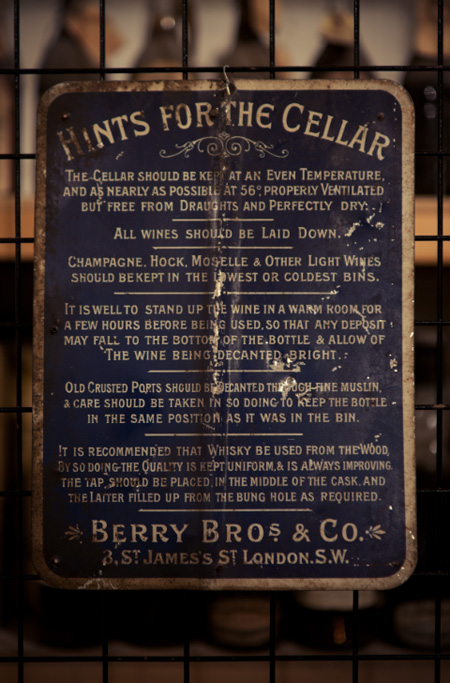 HINTS FOR THE CELLAR
THE CELLAR SHOULD BE KEPT AT AN EVEN TEMPERATURE,
AND AS NEARLY AS POSSIBLE AT 56°, PROPERLY VENTILATED
BUT FREE FROM DRAUGHTS AND PERFECTLY DRY.
ALL WINES SHOULD BE LAID DOWN.
CHAMPAGNE, HOCK, MOSELLE & OTHER LIGHT WINES
SHOULD BE KEPT IN THE LOWEST OR COLDEST BINS.
IT IS WELL TO STAND UP THE WINE IN A WARM ROOM FOR
A FEW HOURS BEFORE BEING USED, SO THAT ANY DEPOSIT
MAY FALL TO THE BOTTOM OF THE BOTTLE & ALLOW OF
THE WINE BEING DECANTED BRIGHT.
OLD CRUSTED PORTS SHOULD BE DECANTED THROUGH FINE MUSLIN,
& CARE SHOULD BE TAKEN IN SO DOING TO KEEP THE BOTTLE
IN THE SAME POSITION AS IT WAS IN THE BIN.
IT IS RECOMMENDED THAT WHISKY BE USED FROM THE WOOD,
BY SO DOING THE QUALITY IS KEPT UNIFORM, & IS ALWAYS IMPROVING.
THE TAP SHOULD BE PLACED IN THE MIDDLE OF THE CASK, AND
THE LATTER FILLED UP FROM THE BUNG HOLE AS REQUIRED.
BERRY BROS & CO.
3, ST JAMES'S ST LONDON. S.W.